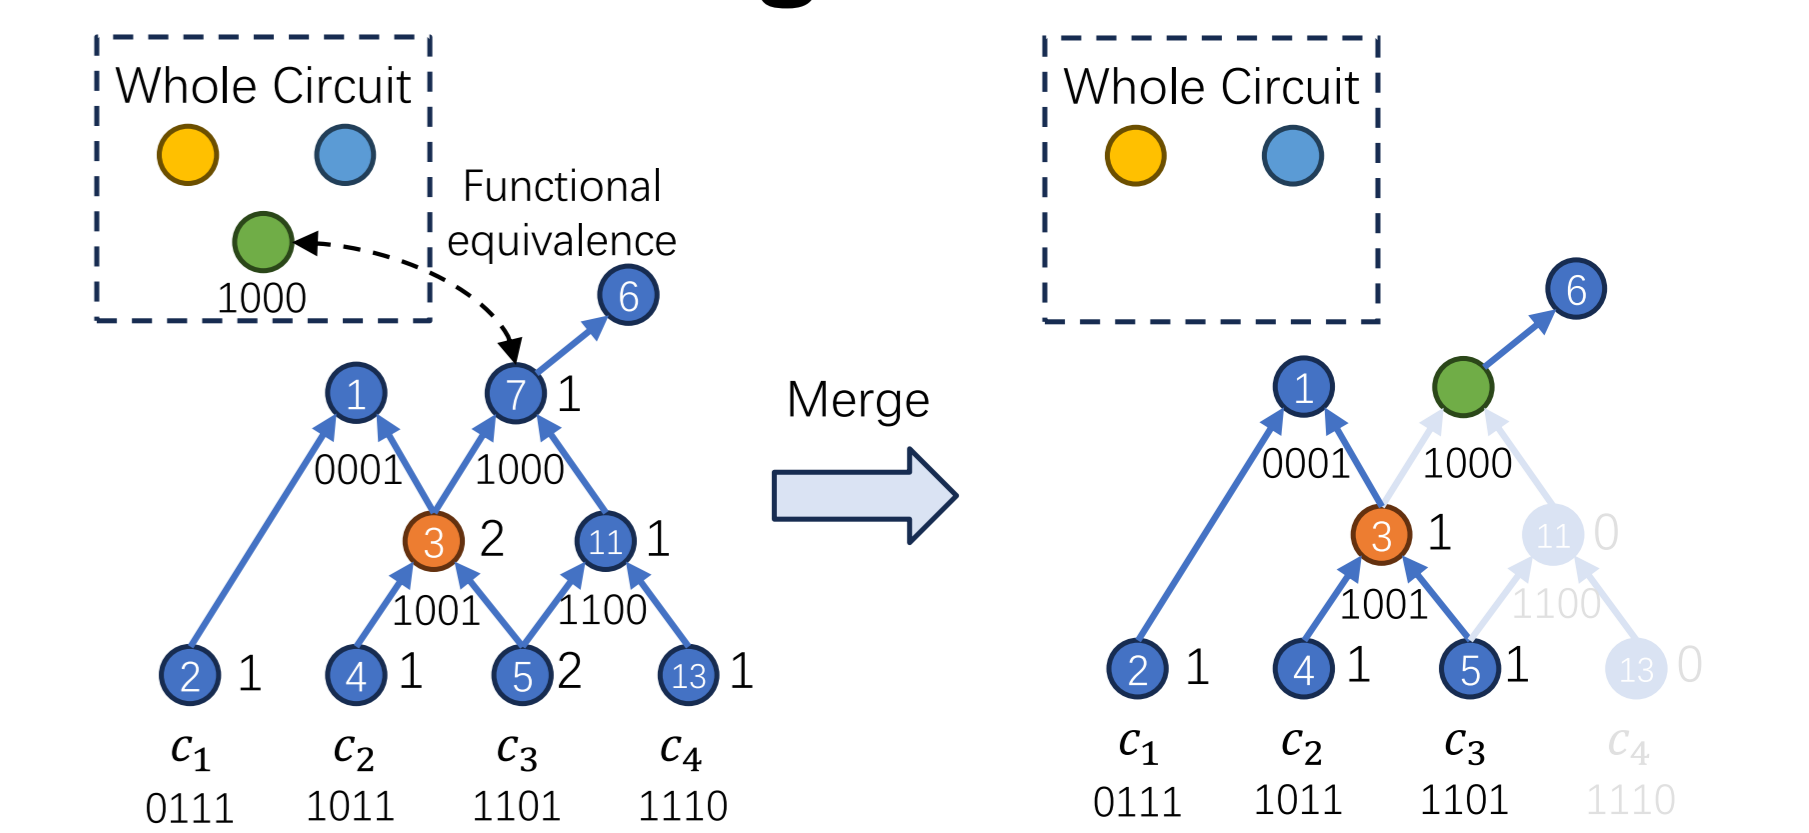 Whole Circuit
1000
Functional
equivalence
6
1
7 1
0001 1000
3 2 11 1
1001 1100
2 1 4 1 5 2 13 1
c1 c2 c3 c4
0111 1011 1101 1110
Merge
Whole Circuit
6
1
0001 1000
3 1 11 0
1001 1100
2 1 4 1 5 1 13 0
c1 c2 c3 c4
0111 1011 1101 1110